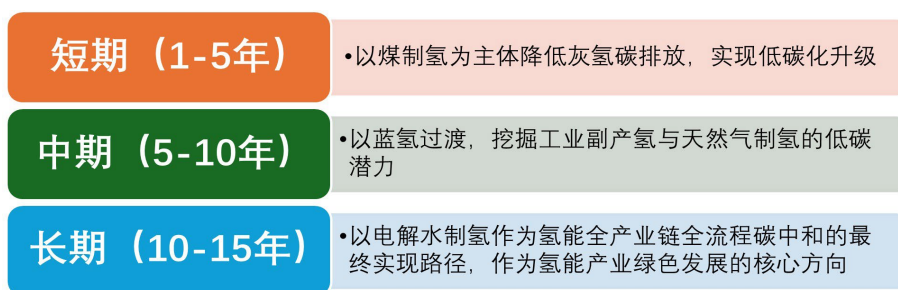 短期（1-5年）
•以煤制氢为主体降低灰氢碳排放，实现低碳化升级
中期（5-10年）
•以蓝氢过渡，挖掘工业副产氢与天然气制氢的低碳
潜力
长期（10-15年）
•以电解水制氢作为氢能全产业链全流程碳中和的最
终实现路径，作为氢能产业绿色发展的核心方向